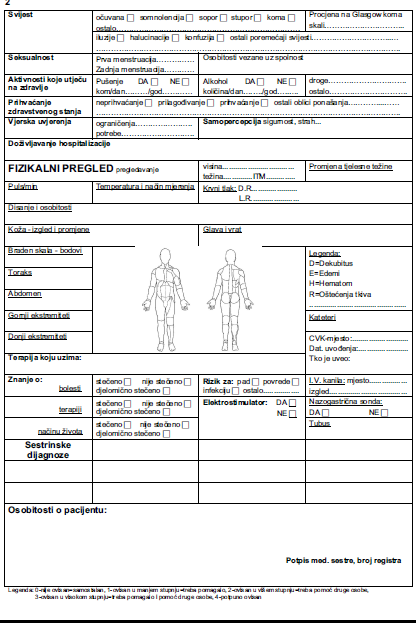 2
Svijest
očuvana □ somnolencija □ sopor □ stupor □ koma □
ostalo……………………………………………
iluzije □ halucinacije □ konfuzija □ ostali poremećaji svijesti……………………
Procjena na Glasgow koma
skali………………………
Seksualnost
Prva menstruacija……………
Zadnja menstruacija…………
Osobitosti vezane uz spolnost
Aktivnosti koje utječu
na zdravlje
Pušenje DA □ NE □
kom/dan………/god…………
Alkohol DA □ NE □
količina/dan……./god………
droge………………………
ostalo………………………
Prihvaćanje
zdravstvenog stanja
neprihvaćanje □ prilagođivanje □ prihvaćanje □ ostali oblici ponašanja………………
Vjerska uvjerenja
ograničenja…………………
potrebe………………………
Samopercepcija sigurnost, strah...
Doživljavanje hospitalizacije
FIZIKALNI PREGLED pregledavanje
visina………………………
težina…………ITM…………
Promjena tjelesne težine
Puls/min
Temperatura i način mjerenja
Krvni tlak: D.R……………
L.R:……………
Disanje i osobitosti
Koža - izgled i promjene
Glava i vrat
Braden skala - bodovi
Toraks
Abdomen
Gornji ekstremiteti
Donji ekstremiteti
Legenda:
D=Dekubitus
E=Edemi
H=Hematom
R=Oštećenja tkiva
Kateteri
CVK-mjesto:………………
Dat. uvođenja:……………
Tko je uveo:
Terapija koju uzima:
Znanje o:
bolesti
stečeno □ nije stečeno □
djelomično stečeno □
Rizik za: pad □ povrede □
infekciju □ ostalo……………
I.V. kanila: mjesto……………
izgled………………………
terapiji
stečeno □ nije stečeno □
djelomično stečeno □
Elektrostimulator: DA □
NE □
Nazogastrična sonda:
DA □ NE □
načinu života
stečeno □ nije stečeno □
djelomično stečeno □
Tubus
Sestrinske
dijagnoze
Osobitosti o pacijentu:
Potpis med. sestre, broj registra
Legenda: 0-nije ovisan=samostalan, 1-ovisan u manjem stupnju=treba pomagalo, 2-ovisan u višem stupnju=treba pomoć druge osobe,
3-ovisan u visokom stupnju=treba pomagalo i pomoć druge osobe, 4-potpuno ovisan